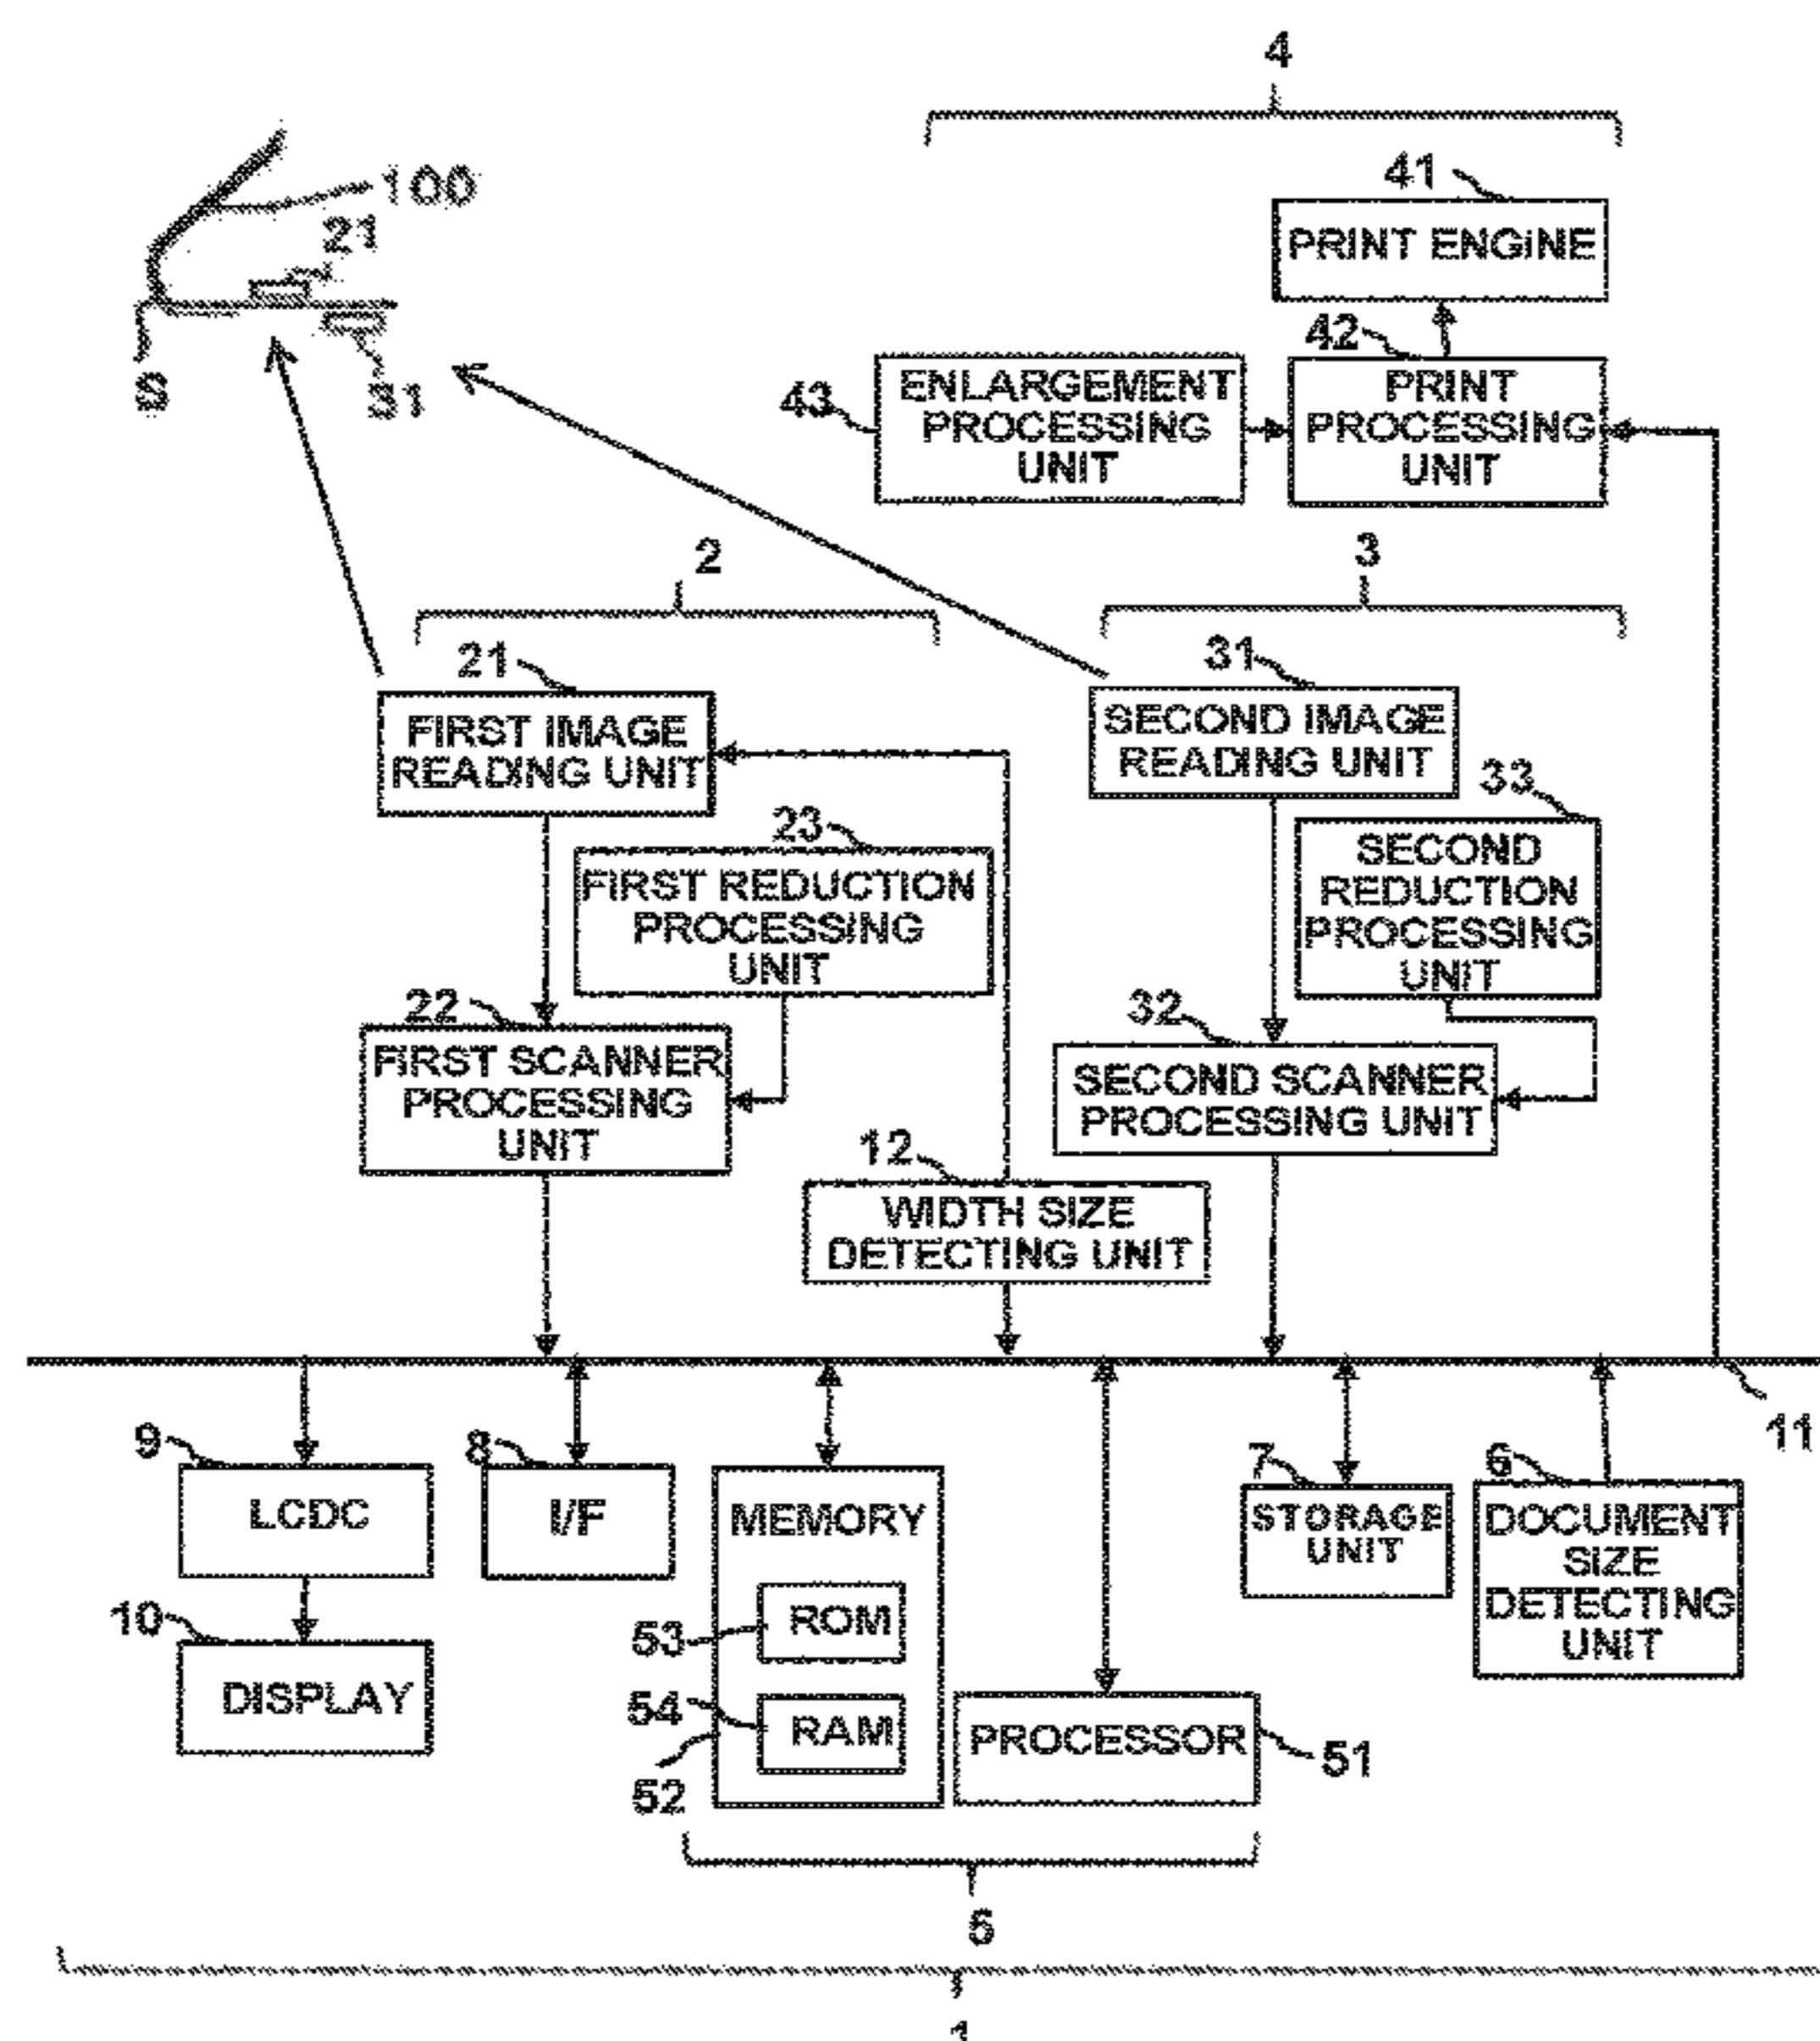 4
41
PRINT ENGINE
100
21
31
42
PRINT
PROCESSING
UNIT
43
ENLARGEMENT
PROCESSING
UNIT
2
3
21
FIRST IMAGE
READING UNIT
31
SECOND IMAGE
READING UNIT
23
FIRST REDUCTION
PROCESSING
UNIT
33
SECOND
REDUCTION
PROCESSING
UNIT
22
FIRST SCANNER
PROCESSING
UNIT
32
SECOND SCANNER
PROCESSING UNIT
12
WIDTH SIZE
DETECTING UNIT
11
9
LCDC
8
I/F
MEMORY
53
ROM
54
RAM
52
PROCESSOR
51
7
STORAGE
UNIT
6
DOCUMENT
SIZE
DETECTING
UNIT
10
DISPLAY
1